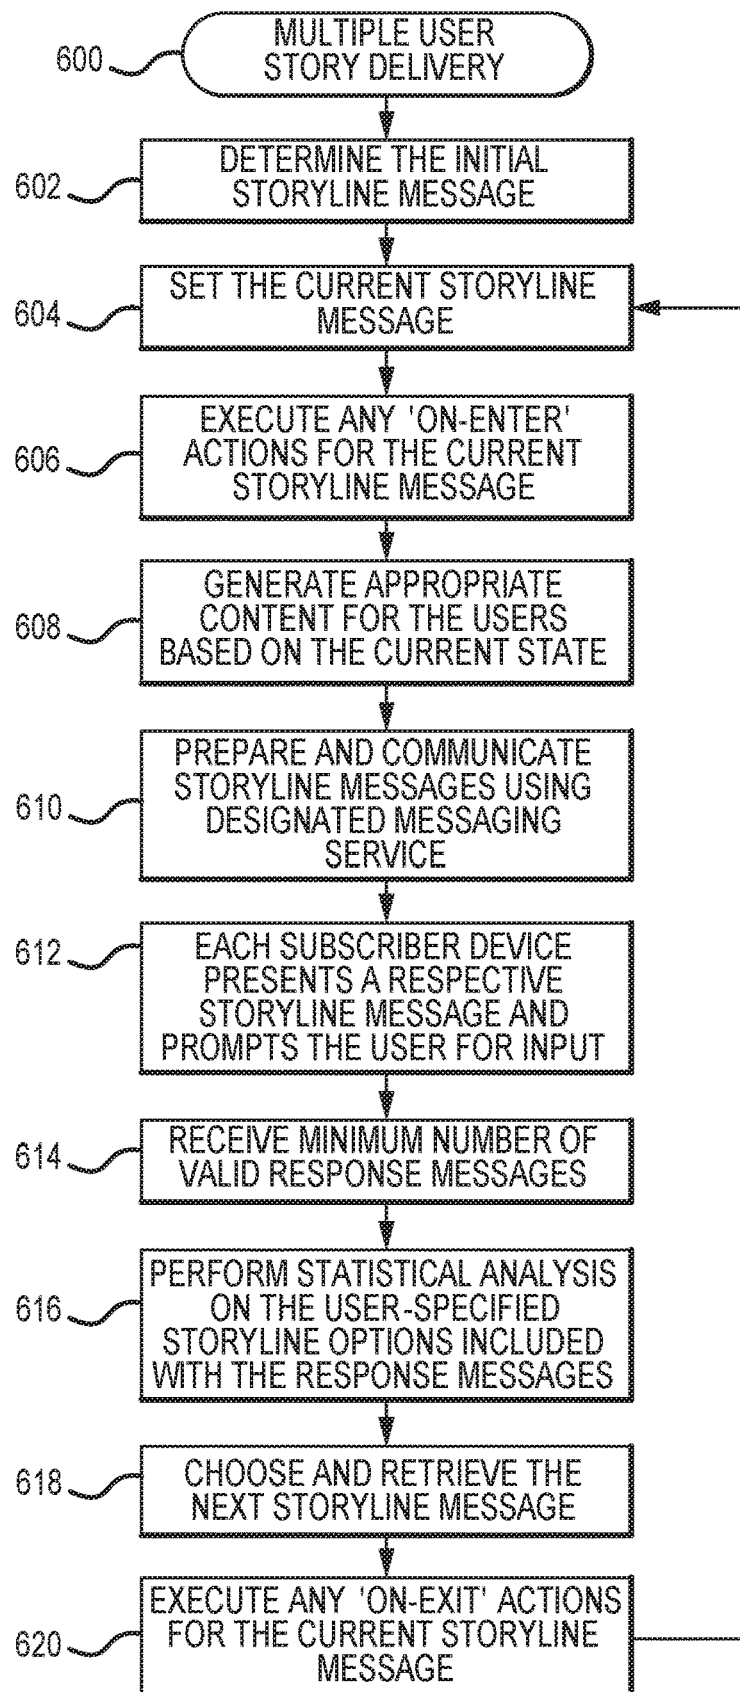 MULTIPLE USER
STORY DELIVERY
600
DETERMINE THE INITIAL
STORYLINE MESSAGE
602
SET THE CURRENT STORYLINE
MESSAGE
604
EXECUTE ANY 'ON-ENTER'
ACTIONS FOR THE CURRENT
STORYLINE MESSAGE
606
GENERATE APPROPRIATE
CONTENT FOR THE USERS
BASED ON THE CURRENT STATE
608
PREPARE AND COMMUNICATE
STORYLINE MESSAGES USING
DESIGNATED MESSAGING
SERVICE
610
EACH SUBSCRIBER DEVICE
PRESENTS A RESPECTIVE
STORYLINE MESSAGE AND
PROMPTS THE USER FOR INPUT
612
RECEIVE MINIMUM NUMBER OF
VALID RESPONSE MESSAGES
614
PERFORM STATISTICAL ANALYSIS
ON THE USER-SPECIFIED
STORYLINE OPTIONS INCLUDED
WITH THE RESPONSE MESSAGES
616
CHOOSE AND RETRIEVE THE
NEXT STORYLINE MESSAGE
618
EXECUTE ANY 'ON-EXIT' ACTIONS
FOR THE CURRENT STORYLINE
MESSAGE
620